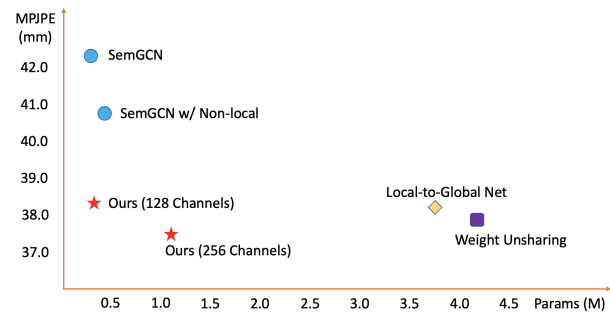 MPJPE
(mm)
42.0
41.0
40.0
39.0
38.0
37.0
SemGCN
SemGCN w/ Non-local
Ours (128 Channels)
Ours (256 Channels)
Local-to-Global Net
Weight Unsharing
0.5 1.0 1.5 2.0 2.5 3.0 3.5 4.0 4.5 Params (M)